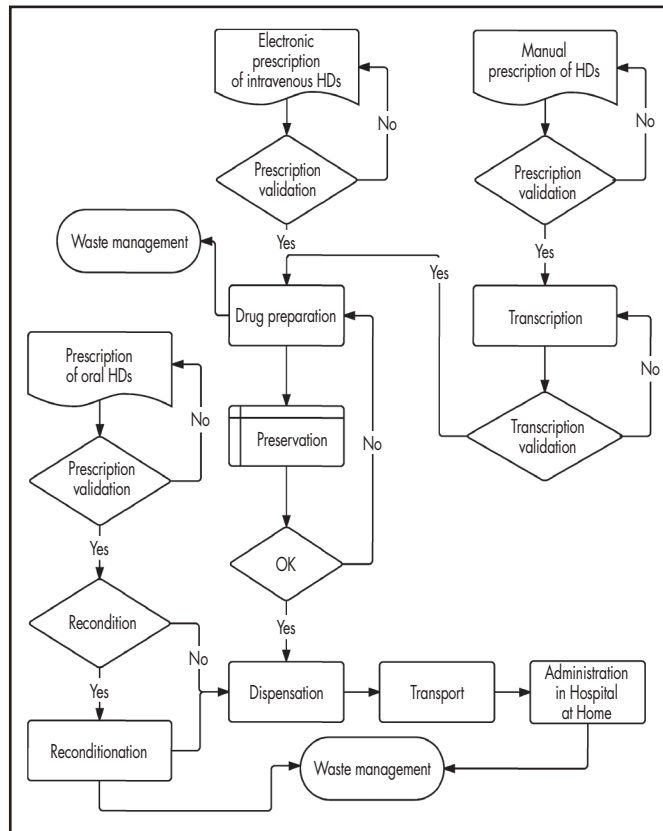 Electronic
prescription
of intravenous HDs
No
Prescription
validation
Yes
Manual
prescription of HDs
No
Prescription
validation
Yes
Transcription
No
Transcription
validation
Yes
Waste management
Drug preparation
Preservation
No
OK
Yes
Prescription
of oral HDs
No
Prescription
validation
Yes
Recondition
No
Yes
Reconditionation
Dispensation
Transport
Administration
in Hospital
at Home
Waste management